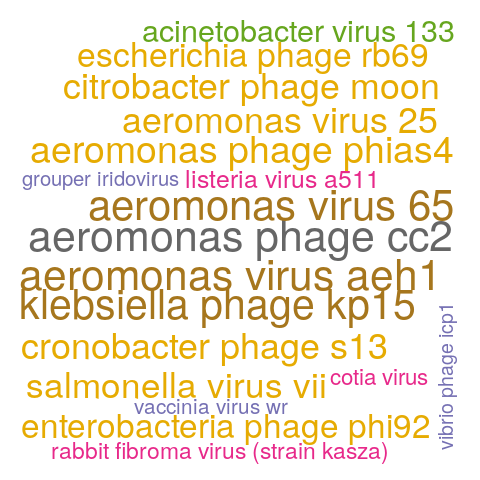 acinetobacter virus 133
escherichia phage rb69
citrobacter phage moon
aeromonas virus 25
aeromonas phage phias4
grouper iridovirus
listeria virus a511
aeromonas virus 65
aeromonas phage cc2
aeromonas virus aeh1
klebsiella phage kp15
cronobacter phage s13
vibrio phage icp1
salmonella virus vii
cotia virus
vaccinia virus wr
enterobacteria phage phi92
rabbit fibroma virus (strain kasza)